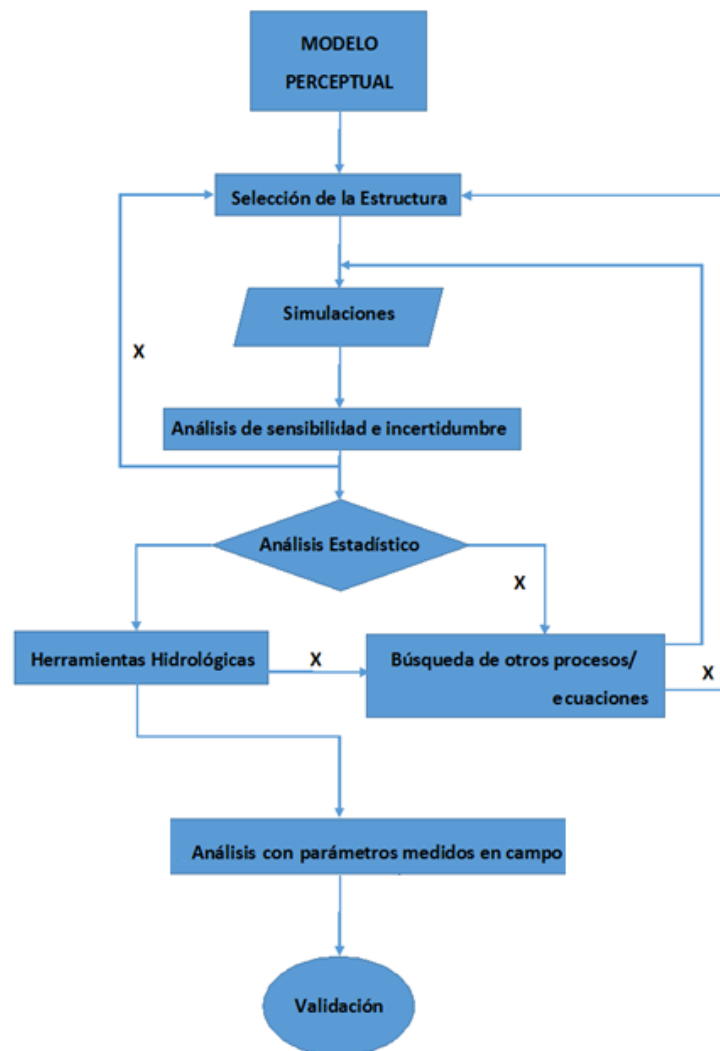 MODELO
PERCEPTUAL
Selección de la Estructura
Simulaciones
X
Análisis de sensibilidad e incertidumbre
Análisis Estadístico
X
Herramientas Hidrológicas
X
Búsqueda de otros procesos/
ecuaciones
X
Análisis con parámetros medidos en campo
Validación